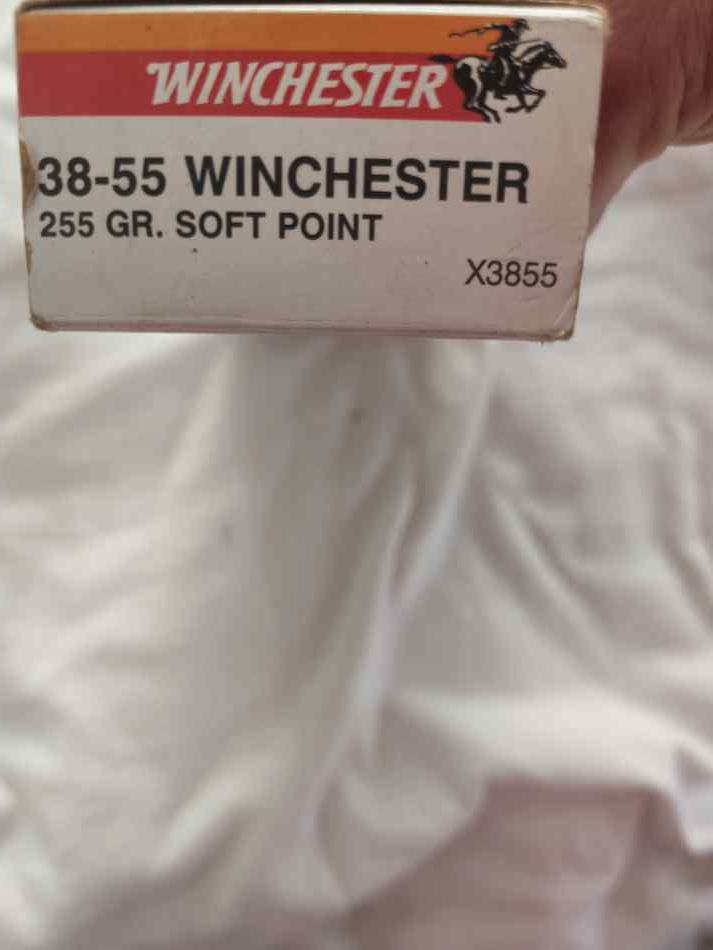 WINCHESTER
38-55 WINCHESTER
255 GR. SOFT POINT
X3855